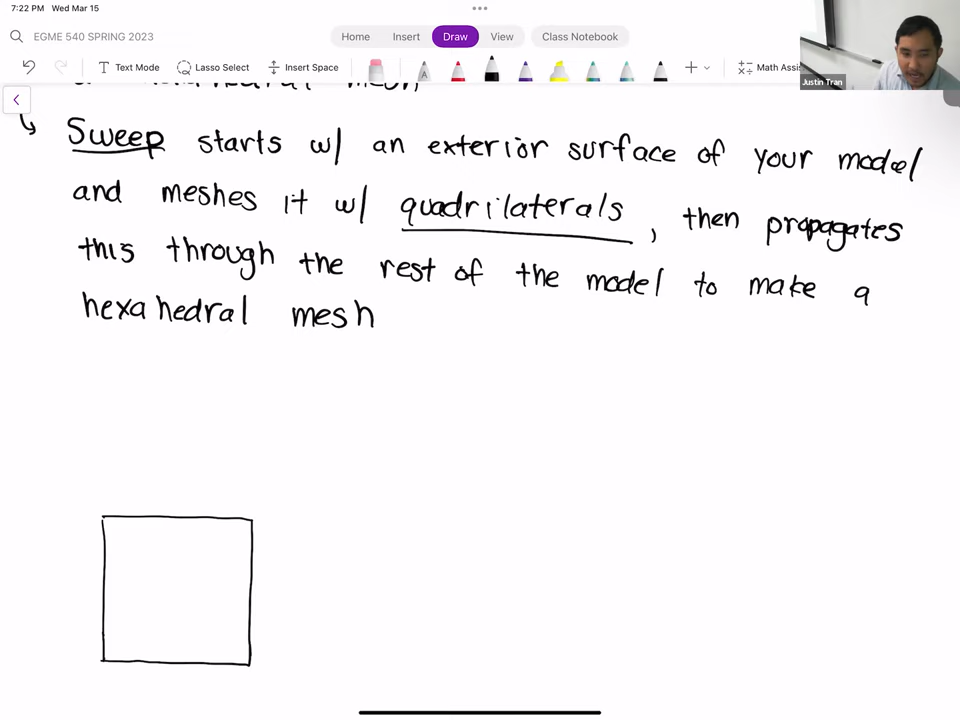 7:22 PM Wed Mar 15
EGME 540 SPRING 2023
Home Insert Draw View Class Notebook
Text Mode Lasso Select Insert Space Math Assis
Justin Tran
mesh
Sweep starts w/ an exterior surface of your model
and meshes it w/ quadrilaterals, then propagates
this through the rest of the model to make a
hexahedral mesh